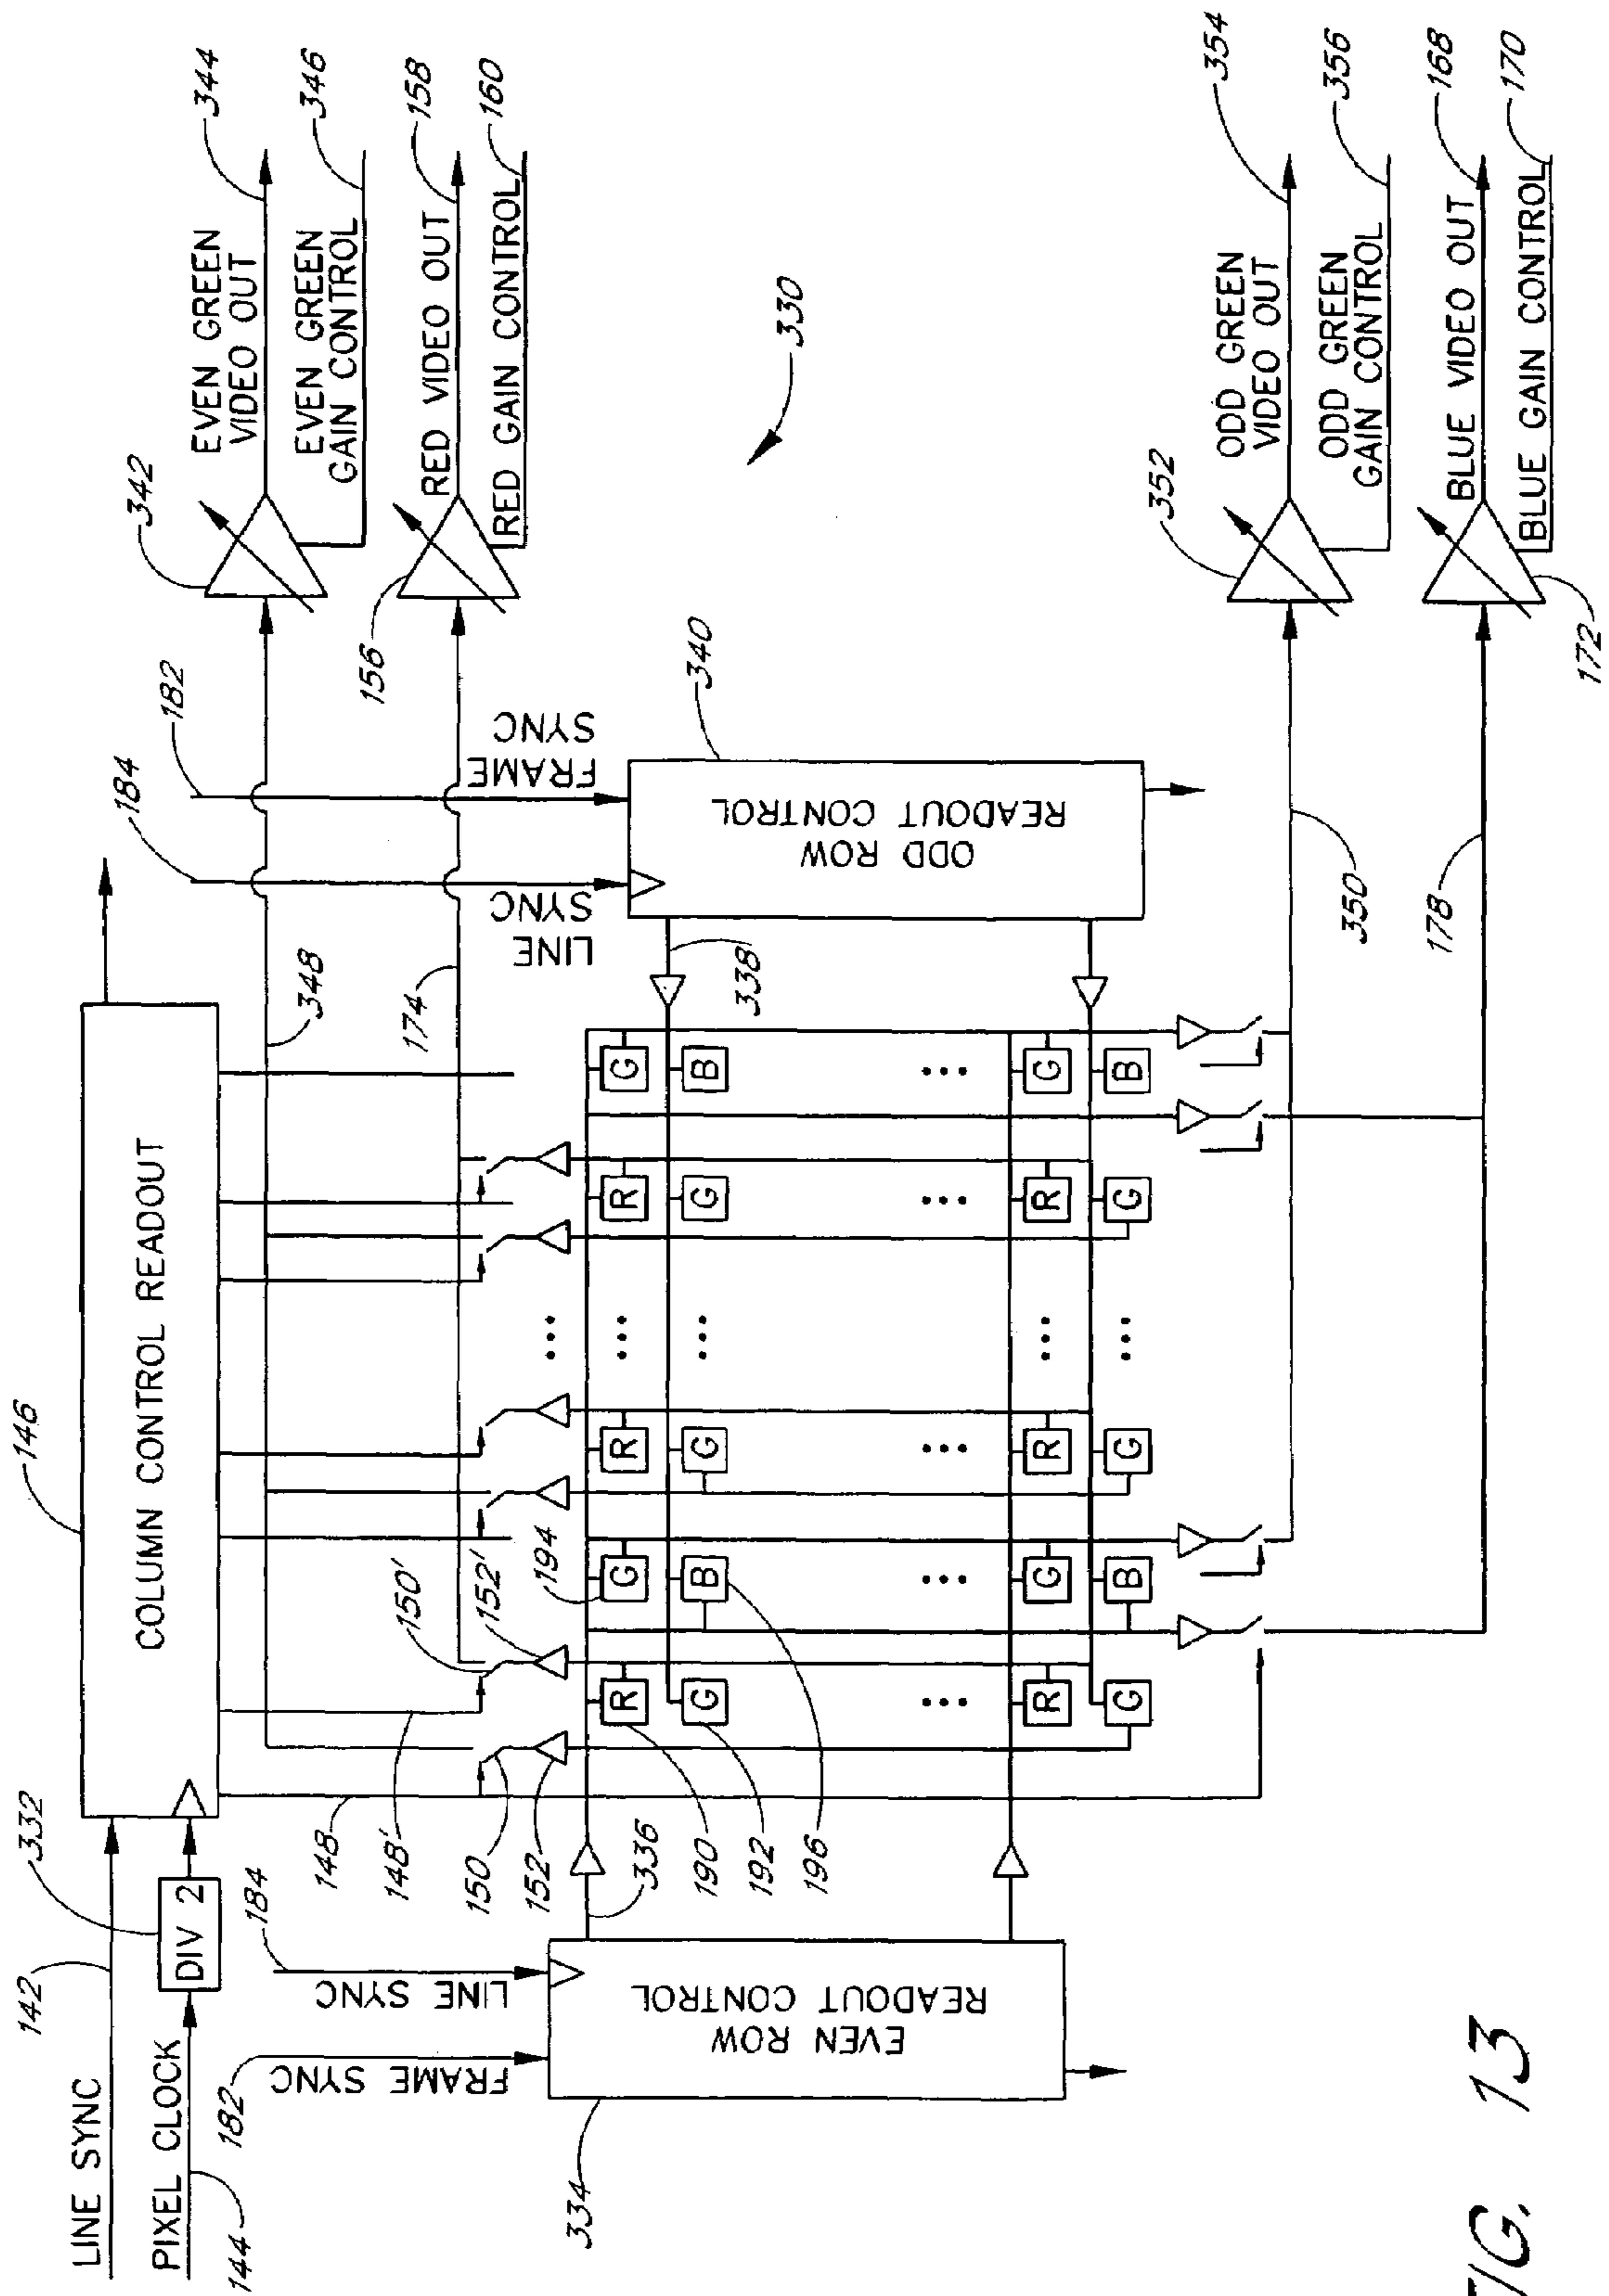 LINE SYNC
142
PIXEL CLOCK
144
DIV 2
332
COLUMN CONTROL READOUT
146
348
174
184
182
342
EVEN GREEN
VIDEO OUT
344
EVEN GREEN
GAIN CONTROL
346
156
RED VIDEO OUT
158
RED GAIN CONTROL
160
148
148'
150
150'
152
152'
194
182
FRAME SYNC
184
LINE SYNC
EVEN ROW
READOUT CONTROL
334
336
190
192
196
LINE
SYNC
FRAME
SYNC
ODD ROW
READOUT CONTROL
340
338
330
R G ... R G
G B ... G B
R G R ... R G
G B G ... G B
R G R ... R G
G B G ... G B
350
178
352
ODD GREEN
VIDEO OUT
354
ODD GREEN
GAIN CONTROL
356
172
BLUE VIDEO OUT
168
BLUE GAIN CONTROL
170
FIG. 13